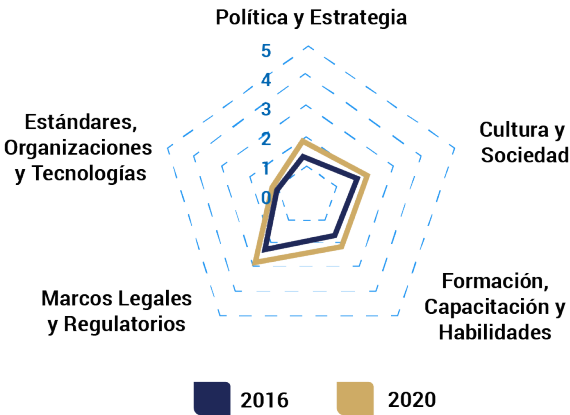 Política y Estrategia
5
4
3
2
1
0
Cultura y
Sociedad
Estándares,
Organizaciones
y Tecnologías
Formación,
Capacitación y
Habilidades
Marcos Legales
y Regulatorios
2016
2020